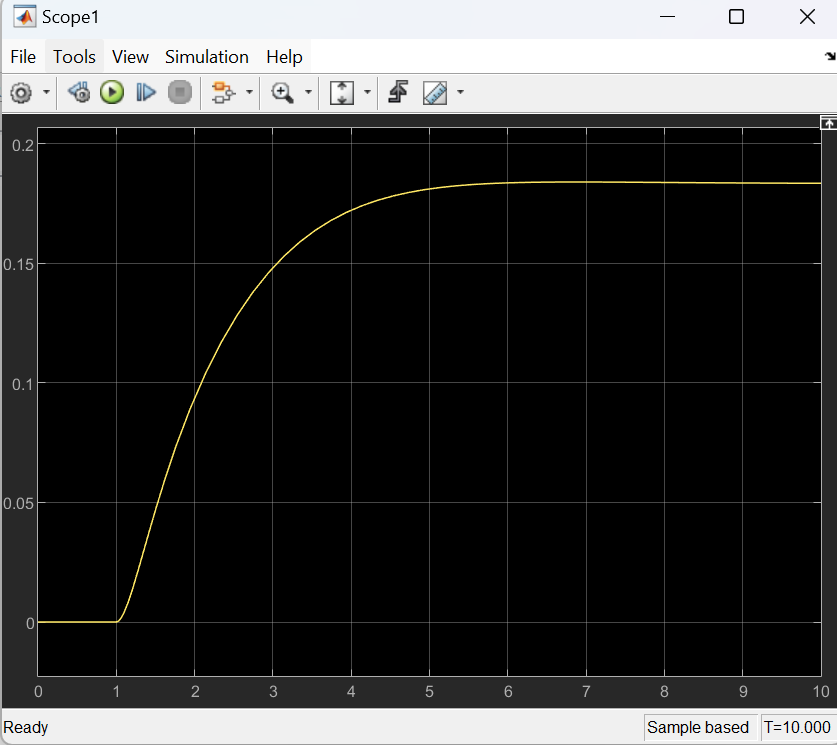 Scope1
File Tools View Simulation Help
0.2
0.15
0.1
0.05
0
0 1 2 3 4 5 6 7 8 9 10
Ready Sample based T=10.000